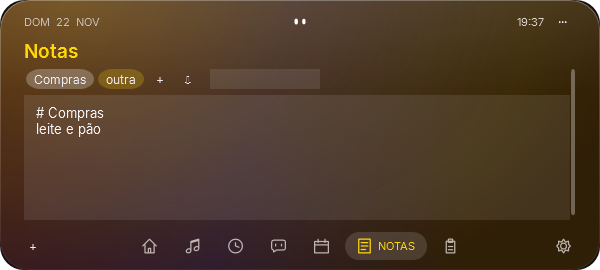 DOM 22 NOV
19:37 ...
Notas
Compras outra +
# Compras
leite e pão
+ NOTAS